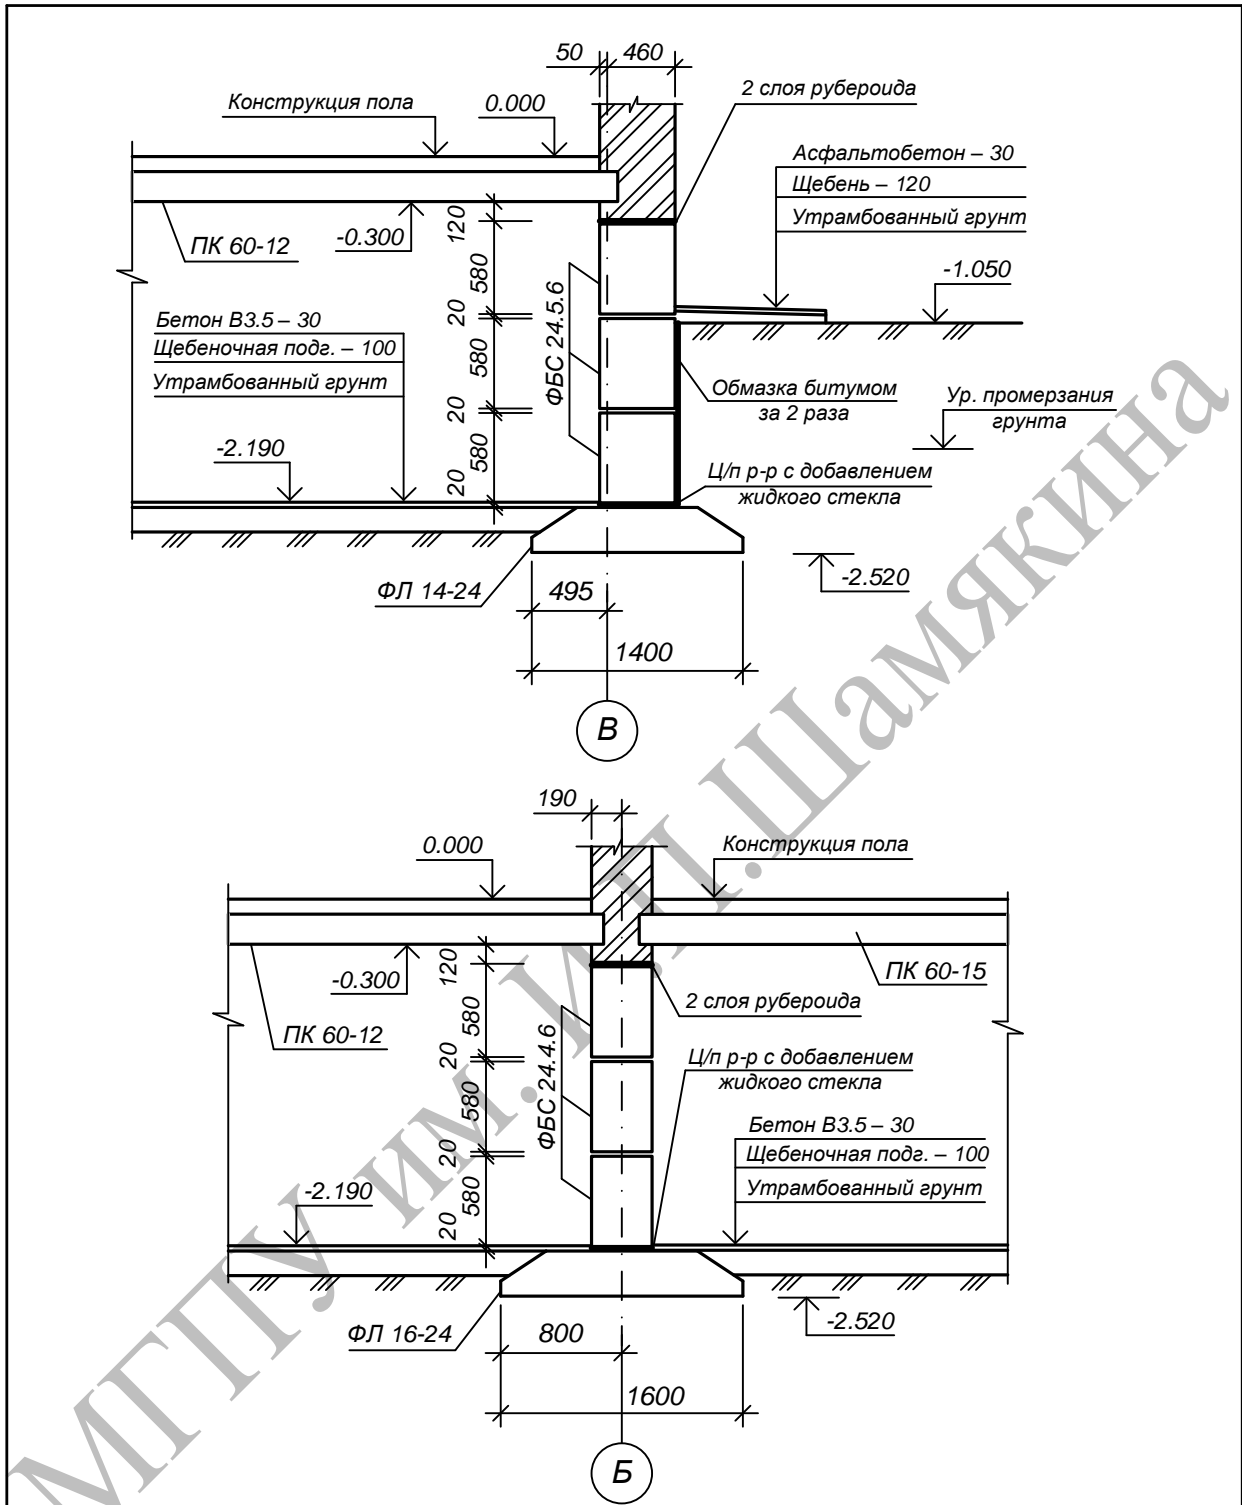 50 460
2 слоя рубероида
Конструкция пола
0.000
Асфальтобетон – 30
Щебень – 120
Утрамбованный грунт
120
ПК 60-12
-0.300
-1.050
580
ФБС 24.5.6
20
Бетон В3.5 – 30
Щебеночная подг. – 100
Утрамбованный грунт
580
Обмазка битумом
за 2 раза
Ур. промерзания
грунта
20
-2.190
580
Ц/п р-р с добавлением
жидкого стекла
20
-2.520
ФЛ 14-24
495
1400
В
190
0.000
Конструкция пола
120
-0.300
ПК 60-15
2 слоя рубероида
580
ПК 60-12
ФБС 24.4.6
20
Ц/п р-р с добавлением
жидкого стекла
580
Бетон В3.5 – 30
20
Щебеночная подг. – 100
-2.190
580
Утрамбованный грунт
20
-2.520
ФЛ 16-24
800
1600
Б
МГПУ им. И.П.Шамякина